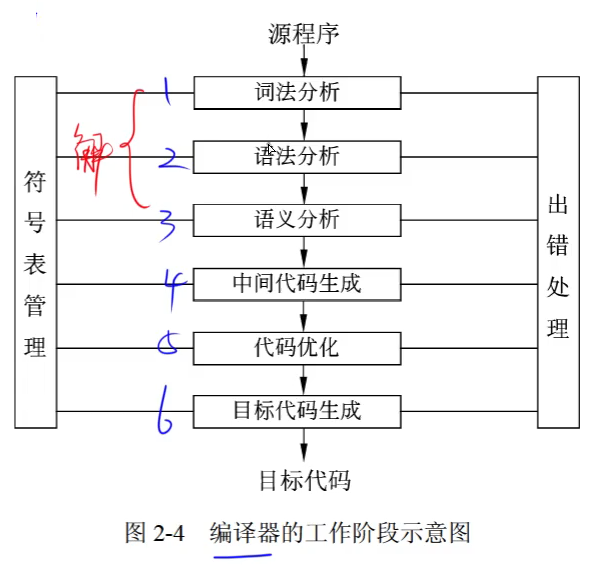 源程序
1 词法分析
解
2 语法分析
3 语义分析
4 中间代码生成
5 代码优化
6 目标代码生成
符号表管理
出错处理
目标代码
图 2-4 编译器的工作阶段示意图